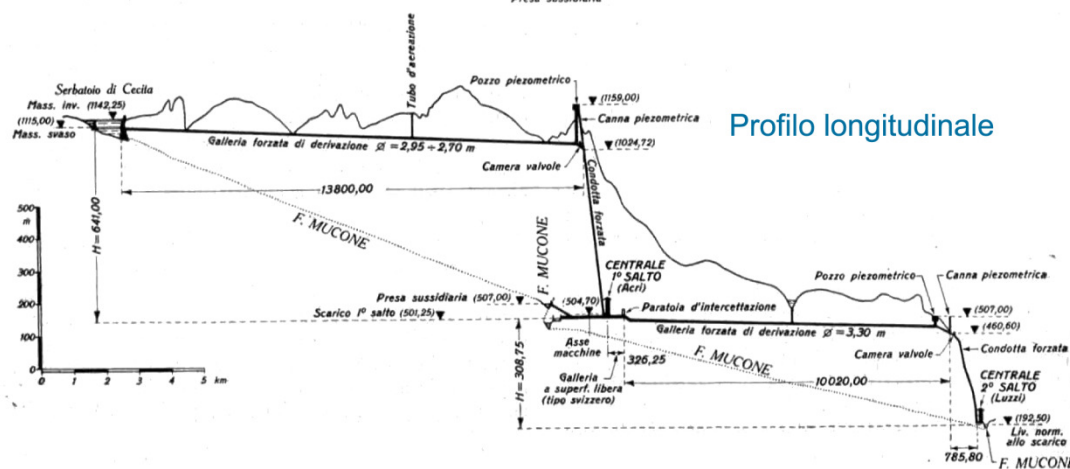 Presa sussidiaria
Serbatoio di Cecita
Mass. inv. (1142,25)
(1115,00)
Mass. svaso
Tubo d'aereazione
Pozzo piezometrico
(1159,00)
Canna piezometrica
Profilo longitudinale
Galleria forzata di derivazione Ø=2,95÷2,70 m
(1024,72)
Camera valvole
13800,00
Condotta forzata
H=641,00
F. MUCONE
500
m
400
300
200
100
0
0 1 2 3 4 5
km
F. MUCONE
CENTRALE
1º SALTO
(Acri)
Presa sussidiaria (507,00)
(504,70)
Paratoia d'intercettazione
Scarico 1º salto (501,25)
Pozzo piezometrico
Canna piezometrica
(507,00)
(460,60)
Galleria forzata di derivazione Ø=3,30 m
Camera valvole
Condotta forzata
Asse
macchine
326,25
F. MUCONE
H=308,75
Galleria
a superf. libera
(tipo svizzero)
10020,00
CENTRALE
2º SALTO
(Luzzi)
(192,50)
Liv. norm.
allo scarico
785,80
F. MUCONE